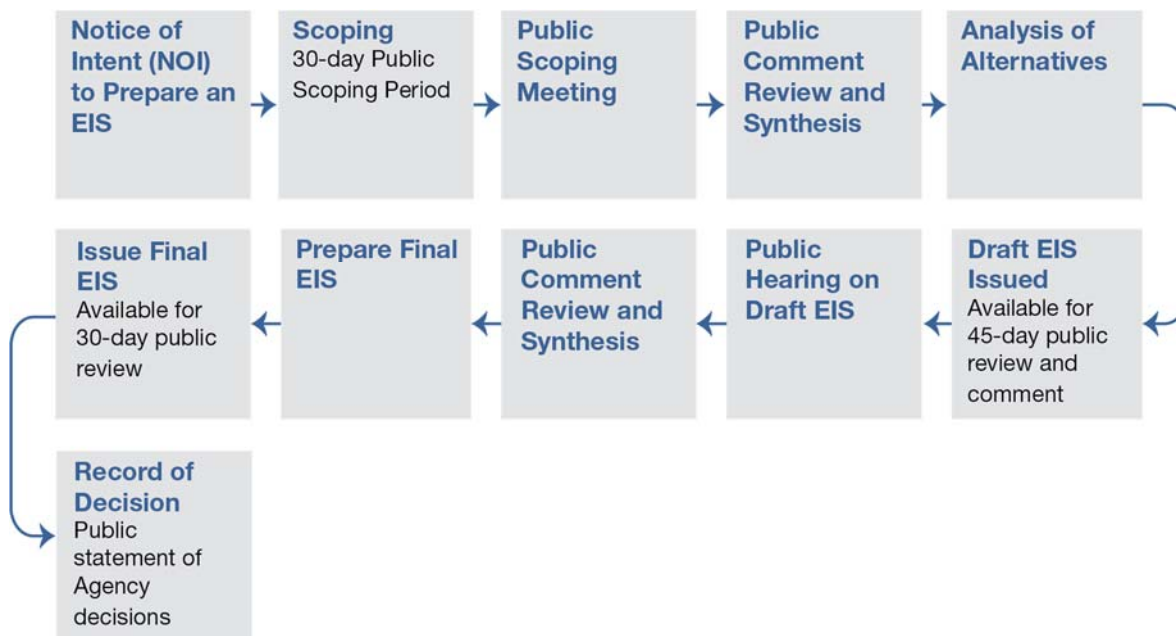 Notice of
Intent (NOI)
to Prepare an
EIS
Scoping
30-day Public
Scoping Period
Public
Scoping
Meeting
Public
Comment
Review and
Synthesis
Analysis of
Alternatives
Draft EIS
Issued
Available for
45-day public
review and
comment
Public
Hearing on
Draft EIS
Public
Comment
Review and
Synthesis
Prepare Final
EIS
Issue Final
EIS
Available for
30-day public
review
Record of
Decision
Public
statement of
Agency
decisions